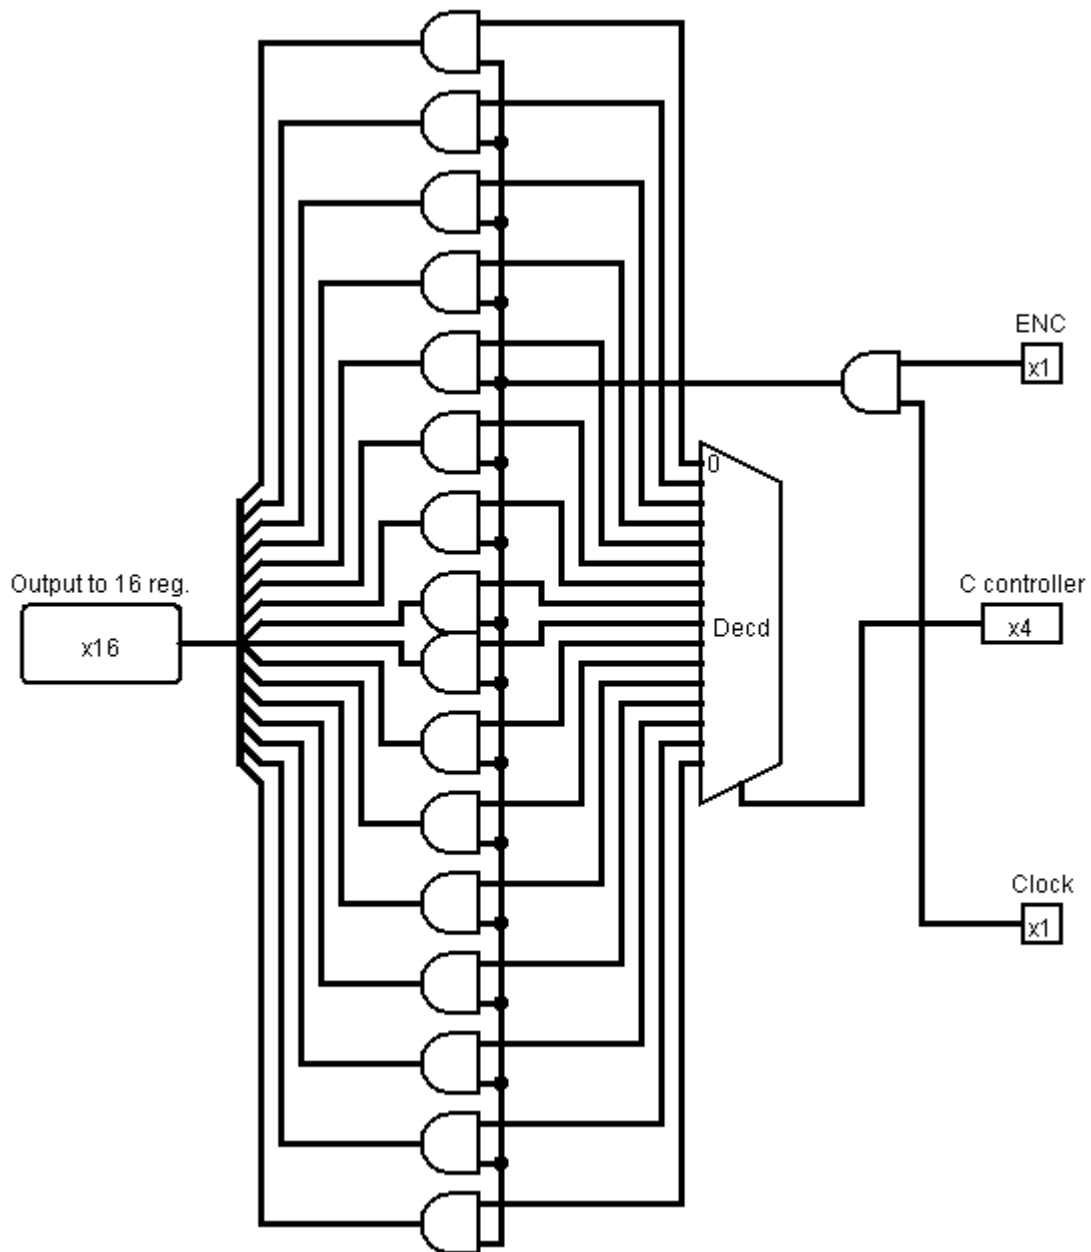 ENC
x1
0
Output to 16 reg.
x16
Decd
C controller
x4
Clock
x1